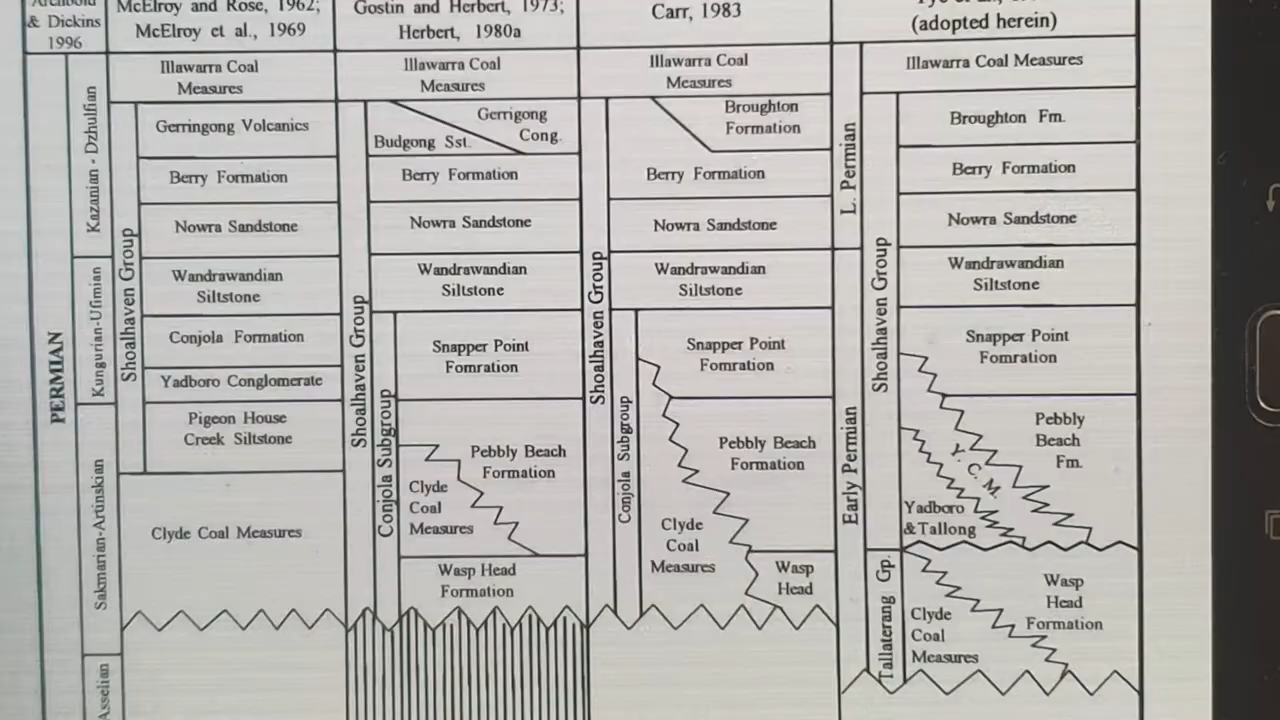 & Dickins
1996
PERMIAN
Kazanian - Dzhulfian
Kungurian-Ufimian
Sakmarian-Artinskian
Asselian
McElroy and Rose, 1962;
McElroy et al., 1969
Illawarra Coal
Measures
Shoalhaven Group
Gerringong Volcanics
Berry Formation
Nowra Sandstone
Wandrawandian
Siltstone
Conjola Formation
Yadboro Conglomerate
Pigeon House
Creek Siltstone
Clyde Coal Measures
Gostin and Herbert, 1973;
Herbert, 1980a
Illawarra Coal
Measures
Shoalhaven Group
Gerrigong
Cong.
Budgong Sst.
Berry Formation
Nowra Sandstone
Wandrawandian
Siltstone
Conjola Subgroup
Snapper Point
Fomration
Pebbly Beach
Formation
Clyde
Coal
Measures
Wasp Head
Formation
Carr, 1983
Illawarra Coal
Measures
Shoalhaven Group
Broughton
Formation
Berry Formation
Nowra Sandstone
Wandrawandian
Siltstone
Conjola Subgroup
Snapper Point
Fomration
Pebbly Beach
Formation
Clyde
Coal
Measures
Wasp
Head
(adopted herein)
L. Permian
Early Permian
Illawarra Coal Measures
Shoalhaven Group
Broughton Fm.
Berry Formation
Nowra Sandstone
Wandrawandian
Siltstone
Snapper Point
Fomration
Pebbly
Beach
Fm.
Y. C. M.
Yadboro
&Tallong
Tallaterang Gp.
Wasp
Head
Formation
Clyde
Coal
Measures